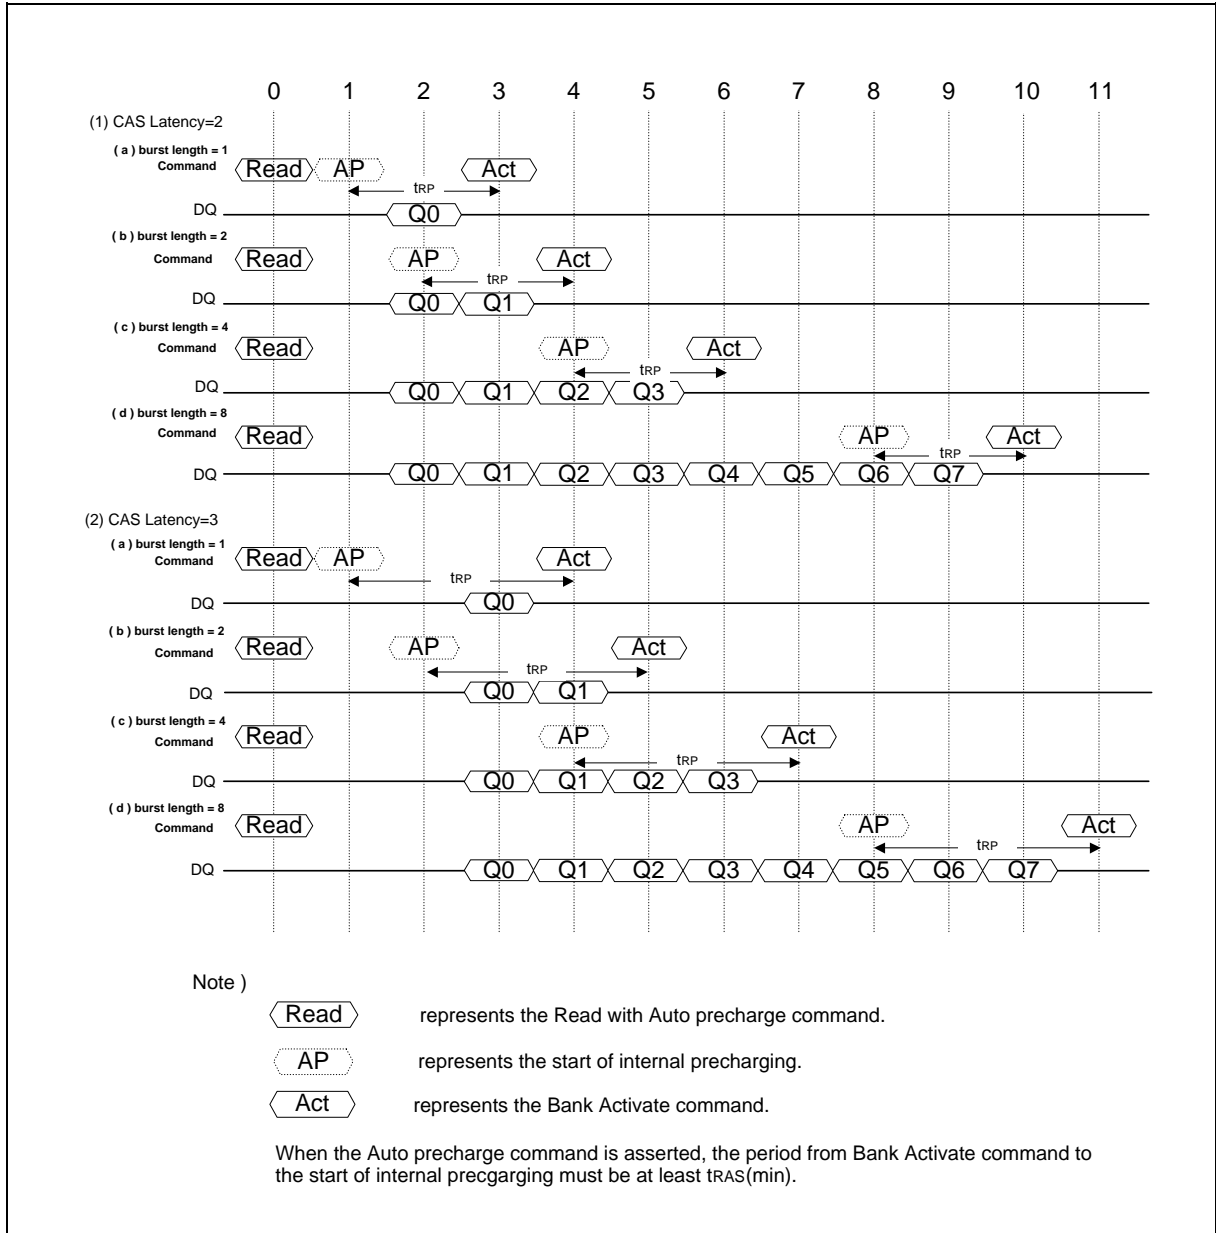 0 1 2 3 4 5 6 7 8 9 10 11
(1) CAS Latency=2
( a ) burst length = 1
Command Read AP Act
tRP
DQ Q0
( b ) burst length = 2
Command Read AP Act
tRP
DQ Q0 Q1
( c ) burst length = 4
Command Read AP Act
tRP
DQ Q0 Q1 Q2 Q3
( d ) burst length = 8
Command Read AP Act
tRP
DQ Q0 Q1 Q2 Q3 Q4 Q5 Q6 Q7
(2) CAS Latency=3
( a ) burst length = 1
Command Read AP Act
tRP
DQ Q0
( b ) burst length = 2
Command Read AP Act
tRP
DQ Q0 Q1
( c ) burst length = 4
Command Read AP Act
tRP
DQ Q0 Q1 Q2 Q3
( d ) burst length = 8
Command Read AP Act
tRP
DQ Q0 Q1 Q2 Q3 Q4 Q5 Q6 Q7
Note )
Read represents the Read with Auto precharge command.
AP represents the start of internal precharging.
Act represents the Bank Activate command.
When the Auto precharge command is asserted, the period from Bank Activate command to
the start of internal precgarging must be at least tRAS(min).